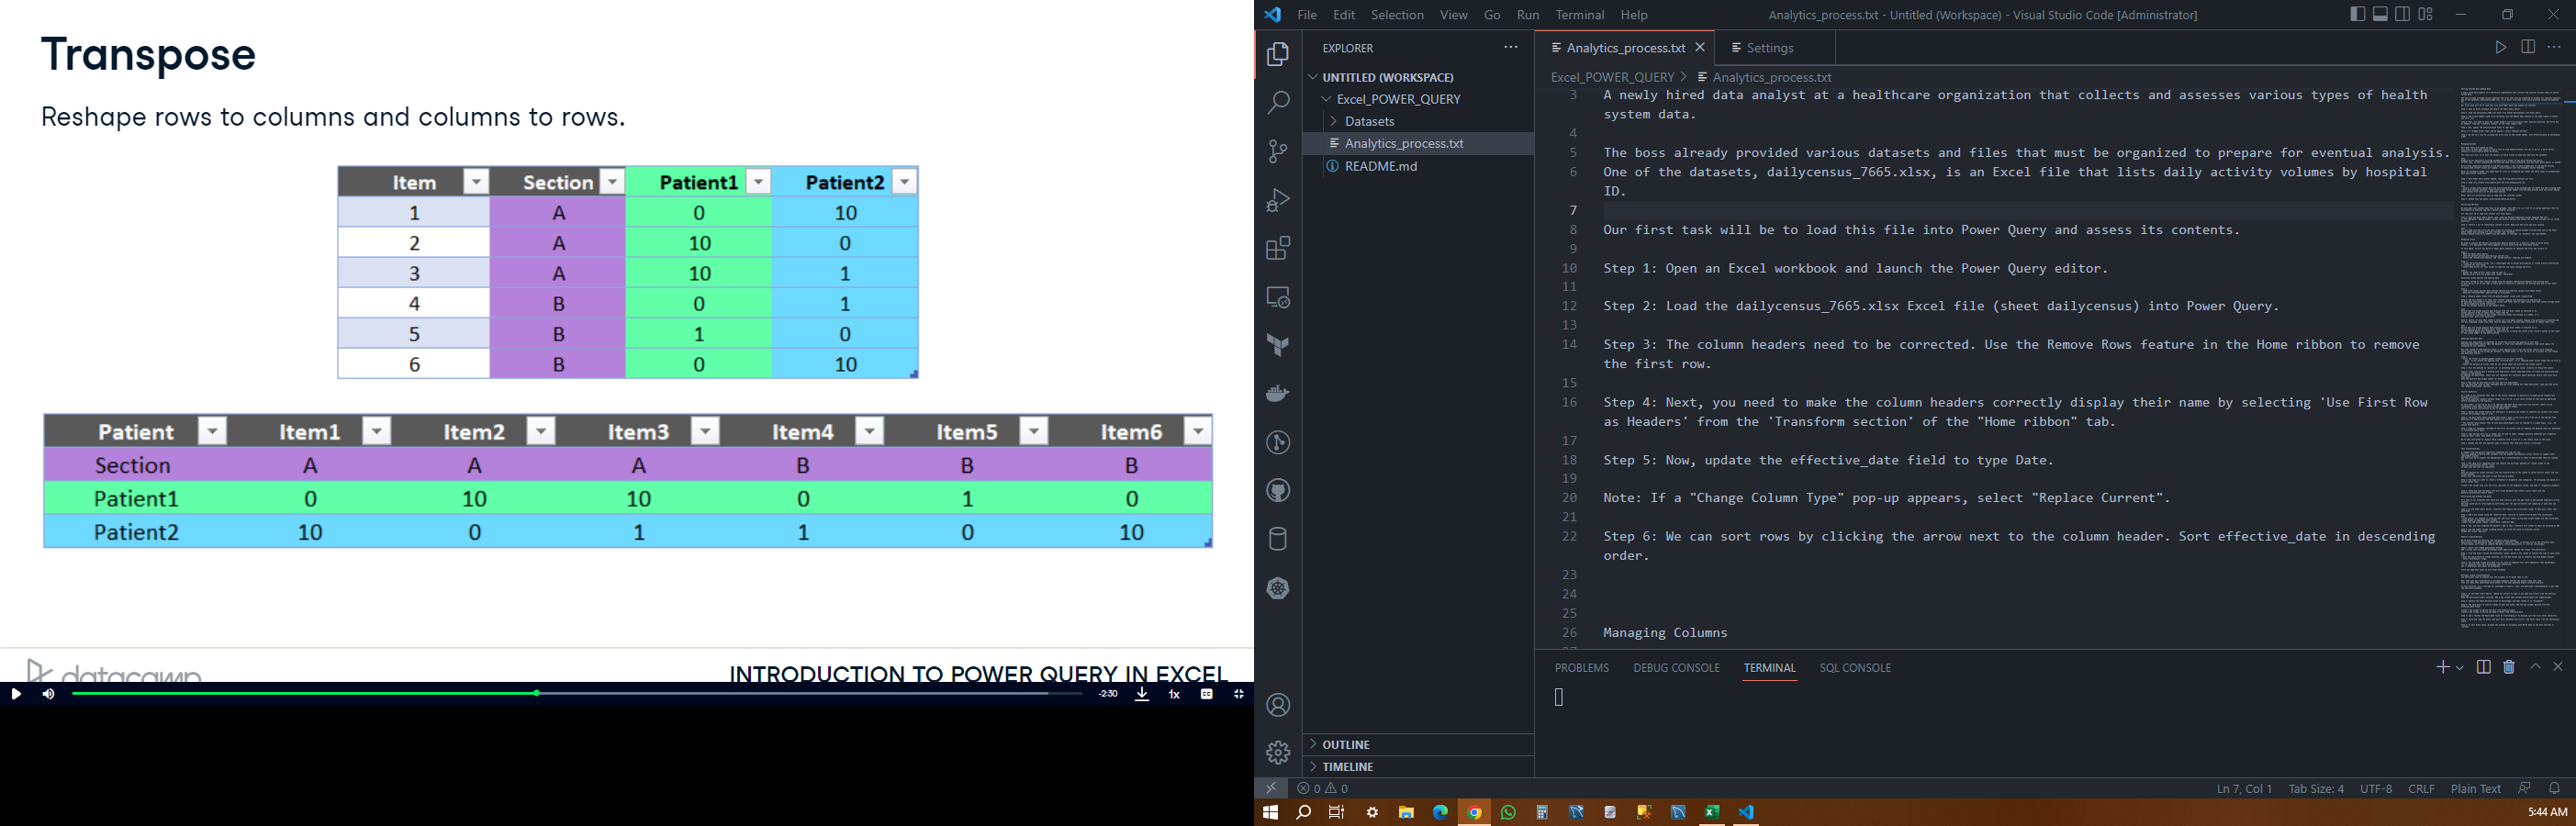 Transpose
Reshape rows to columns and columns to rows.
Item Section Patient1 Patient2
1 A 0 10
2 A 10 0
3 A 10 1
4 B 0 1
5 B 1 0
6 B 0 10
Patient Item1 Item2 Item3 Item4 Item5 Item6
Section A A A B B B
Patient1 0 10 10 0 1 0
Patient2 10 0 1 1 0 10
datacamp
INTRODUCTION TO POWER QUERY IN EXCEL
-2:30 1x CC
File Edit Selection View Go Run Terminal Help
Analytics_process.txt - Untitled (Workspace) - Visual Studio Code [Administrator]
EXPLORER
UNTITLED (WORKSPACE)
Excel_POWER_QUERY
Datasets
Analytics_process.txt
README.md
OUTLINE
TIMELINE
Analytics_process.txt Settings
Excel_POWER_QUERY > Analytics_process.txt
3 A newly hired data analyst at a healthcare organization that collects and assesses various types of health
system data.
4
5 The boss already provided various datasets and files that must be organized to prepare for eventual analysis.
6 One of the datasets, dailycensus_7665.xlsx, is an Excel file that lists daily activity volumes by hospital
ID.
7
8 Our first task will be to load this file into Power Query and assess its contents.
9
10 Step 1: Open an Excel workbook and launch the Power Query editor.
11
12 Step 2: Load the dailycensus_7665.xlsx Excel file (sheet dailycensus) into Power Query.
13
14 Step 3: The column headers need to be corrected. Use the Remove Rows feature in the Home ribbon to remove
the first row.
15
16 Step 4: Next, you need to make the column headers correctly display their name by selecting 'Use First Row
as Headers' from the 'Transform section' of the "Home ribbon" tab.
17
18 Step 5: Now, update the effective_date field to type Date.
19
20 Note: If a "Change Column Type" pop-up appears, select "Replace Current".
21
22 Step 6: We can sort rows by clicking the arrow next to the column header. Sort effective_date in descending
order.
23
24
25
26 Managing Columns
PROBLEMS DEBUG CONSOLE TERMINAL SQL CONSOLE
0 0
Ln 7, Col 1 Tab Size: 4 UTF-8 CRLF Plain Text
5:44 AM